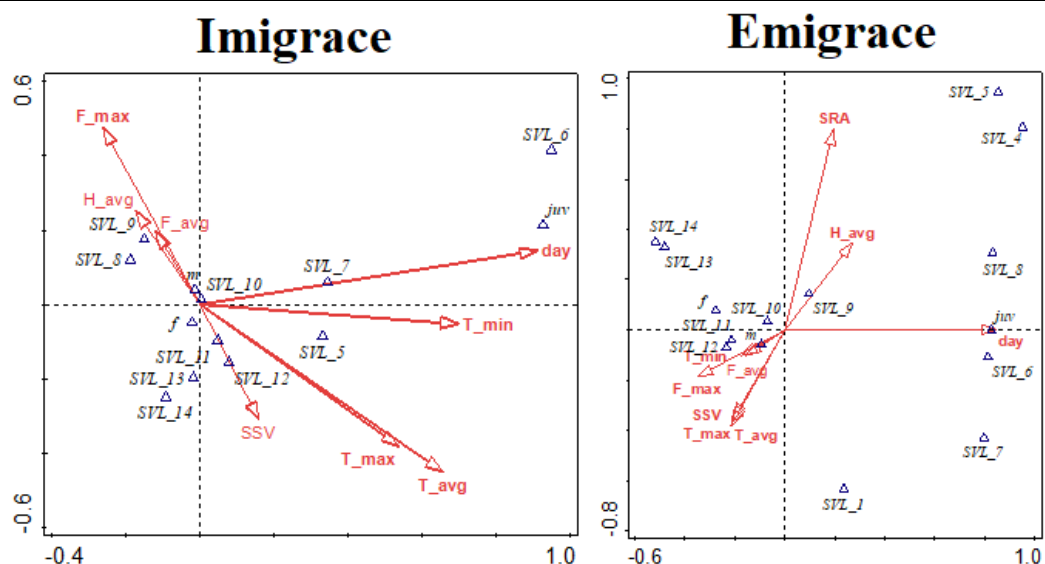 Imigrace
0.6
F_max
SVL_6
H_avg
juv
SVL_9
F_avg
day
SVL_8
SVL_7
m
SVL_10
f
T_min
SVL_5
SVL_11
SVL_13
SVL_12
SVL_14
SSV
T_max
T_avg
-0.6
-0.4
1.0
Emigrace
1.0
SVL_5
SRA
SVL_4
SVL_14
H_avg
SVL_13
SVL_8
f
SVL_10
SVL_9
juv
SVL_11
m
day
SVL_12
T_min
F_avg
SVL_6
F_max
SSV
T_max
T_avg
SVL_7
SVL_1
-0.8
-0.6
1.0